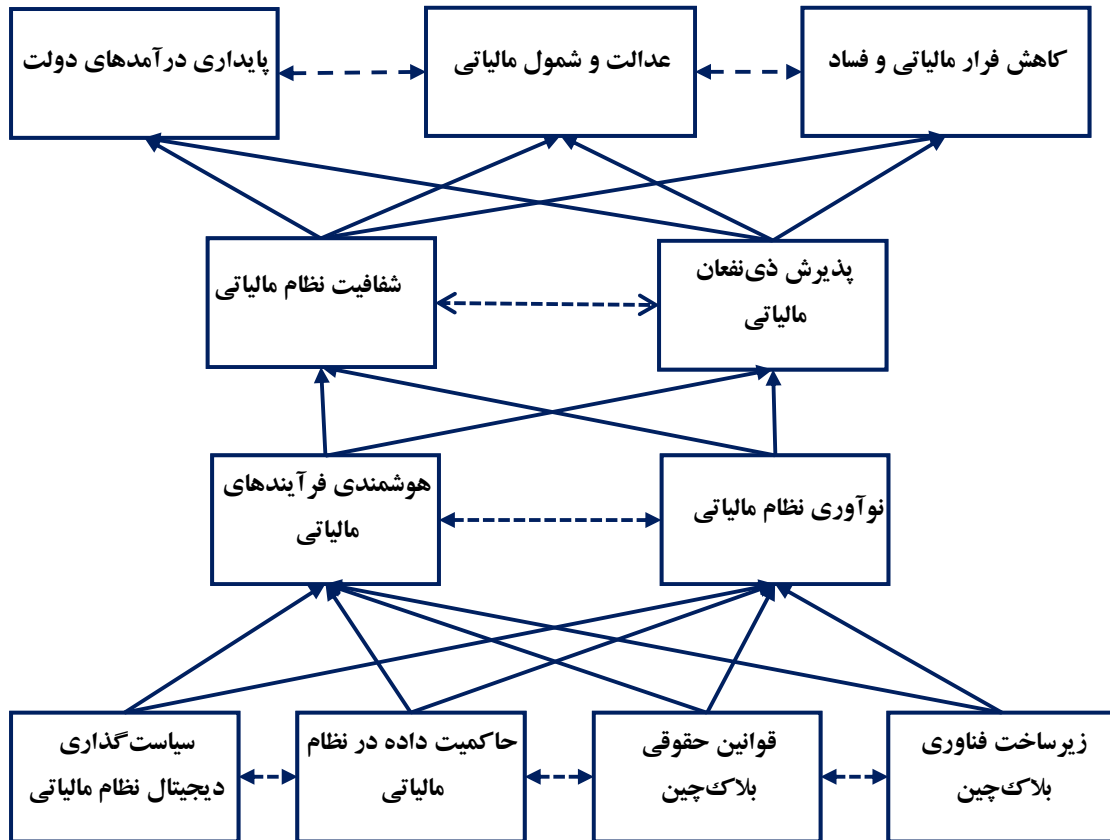 کاهش فرار مالیاتی و فساد
عدالت و شمول مالیاتی
پایداری درآمدهای دولت
پذیرش ذی‌نفعان
مالیاتی
شفافیت نظام مالیاتی
نوآوری نظام مالیاتی
هوشمندی فرآیندهای
مالیاتی
زیرساخت فناوری
بلاک‌چین
قوانین حقوقی
بلاک‌چین
حاکمیت داده در نظام
مالیاتی
سیاست‌گذاری
دیجیتال نظام مالیاتی